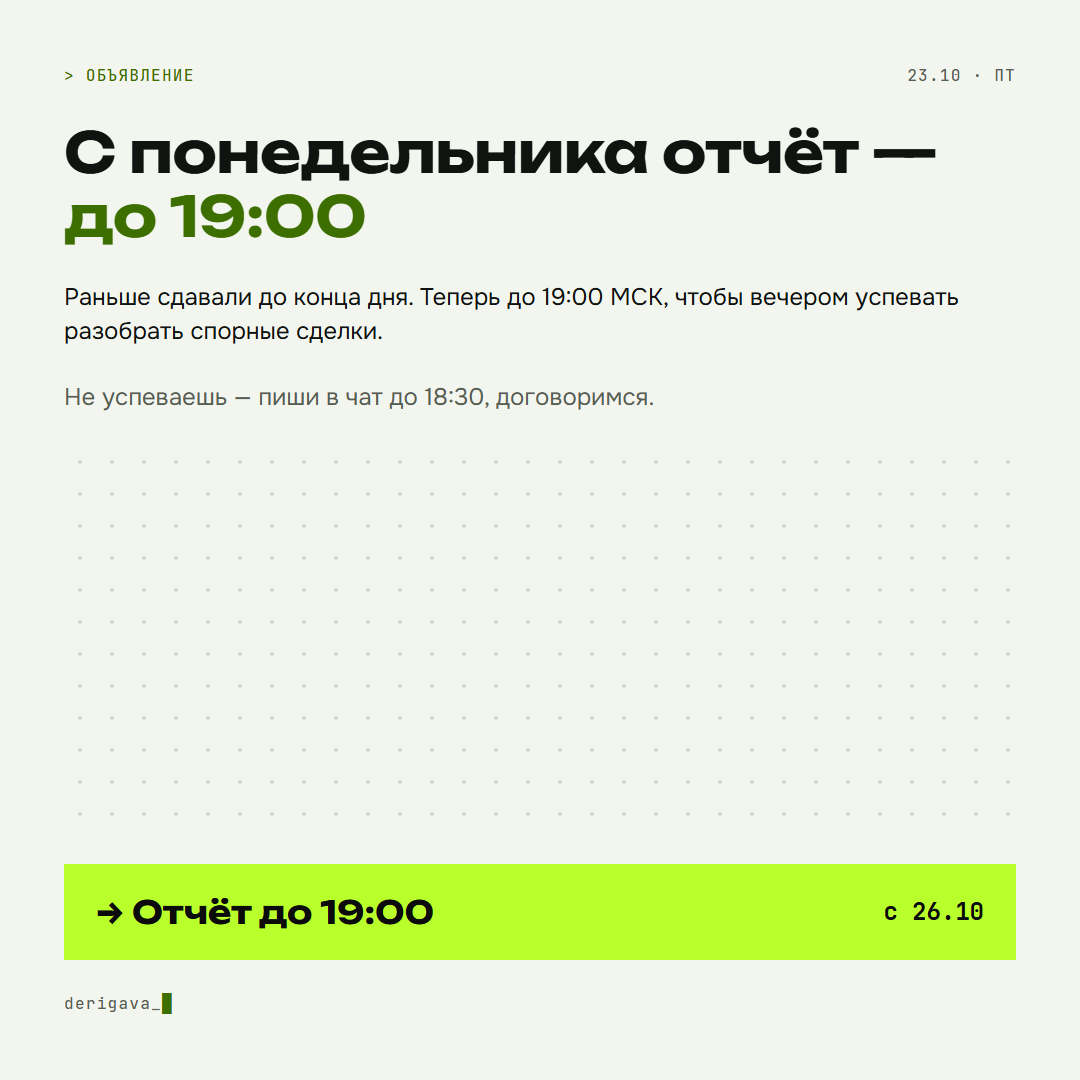 > ОБЪЯВЛЕНИЕ
23.10 · ПТ
С понедельника отчёт —
до 19:00
Раньше сдавали до конца дня. Теперь до 19:00 МСК, чтобы вечером успевать
разобрать спорные сделки.
Не успеваешь — пиши в чат до 18:30, договоримся.
→ Отчёт до 19:00
с 26.10
derigava_